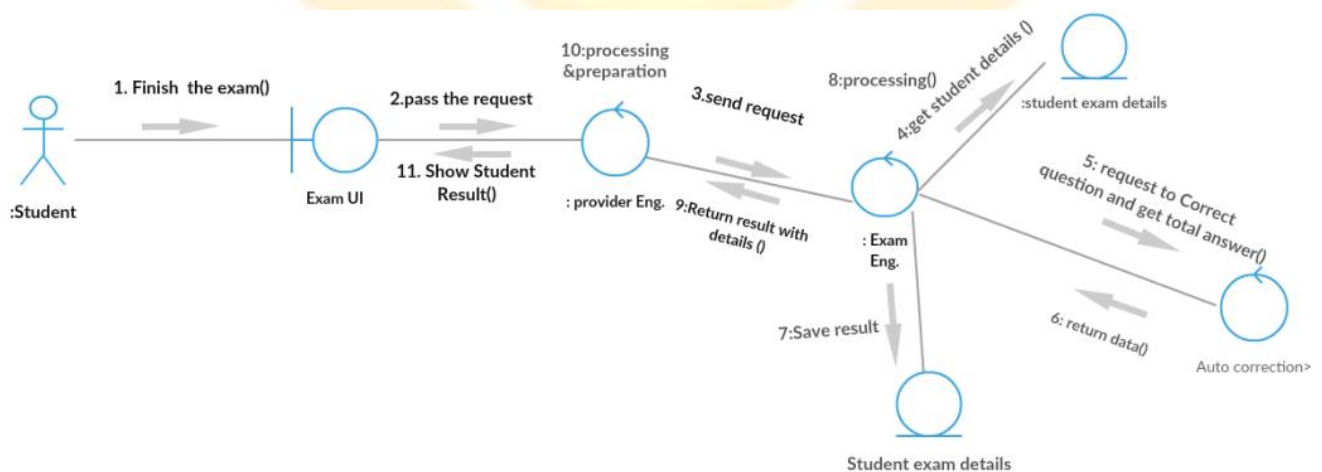 10:processing
&preparation
1. Finish the exam()
2.pass the request
3.send request
8:processing()
4:get student details ()
:student exam details
5: request to Correct
question and get total answer()
11. Show Student
Result()
:Student
Exam UI
: provider Eng.
9:Return result with
details ()
: Exam
Eng.
7:Save result
6: return data()
Auto correction>
Student exam details